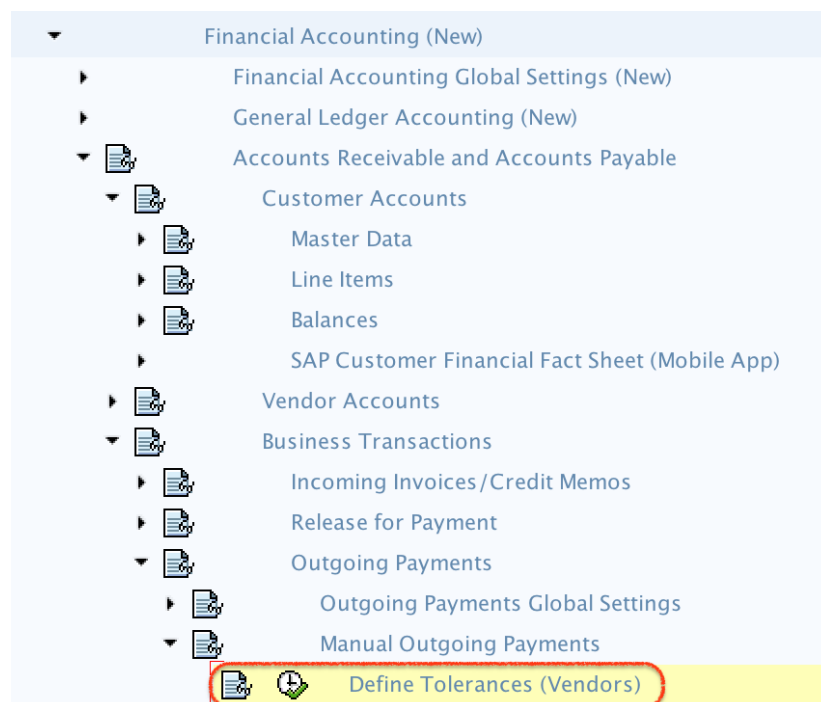 Financial Accounting (New)
Financial Accounting Global Settings (New)
General Ledger Accounting (New)
Accounts Receivable and Accounts Payable
Customer Accounts
Master Data
Line Items
Balances
SAP Customer Financial Fact Sheet (Mobile App)
Vendor Accounts
Business Transactions
Incoming Invoices/Credit Memos
Release for Payment
Outgoing Payments
Outgoing Payments Global Settings
Manual Outgoing Payments
Define Tolerances (Vendors)